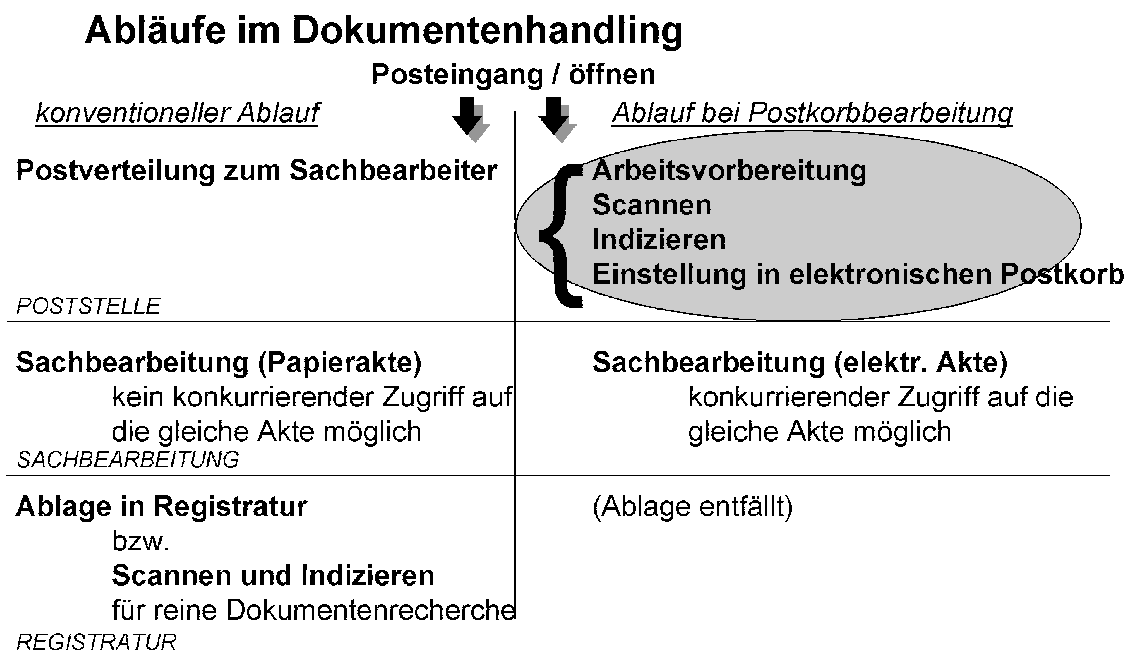 Abläufe im Dokumentenhandling
Posteingang / öffnen
konventioneller Ablauf
Ablauf bei Postkorbbearbeitung
Postverteilung zum Sachbearbeiter
Arbeitsvorbereitung
Scannen
Indizieren
Einstellung in elektronischen Postkorb
POSTSTELLE
Sachbearbeitung (Papierakte)
kein konkurrierender Zugriff auf
die gleiche Akte möglich
Sachbearbeitung (elektr. Akte)
konkurrierender Zugriff auf die
gleiche Akte möglich
SACHBEARBEITUNG
Ablage in Registratur
bzw.
Scannen und Indizieren
für reine Dokumentenrecherche
(Ablage entfällt)
REGISTRATUR